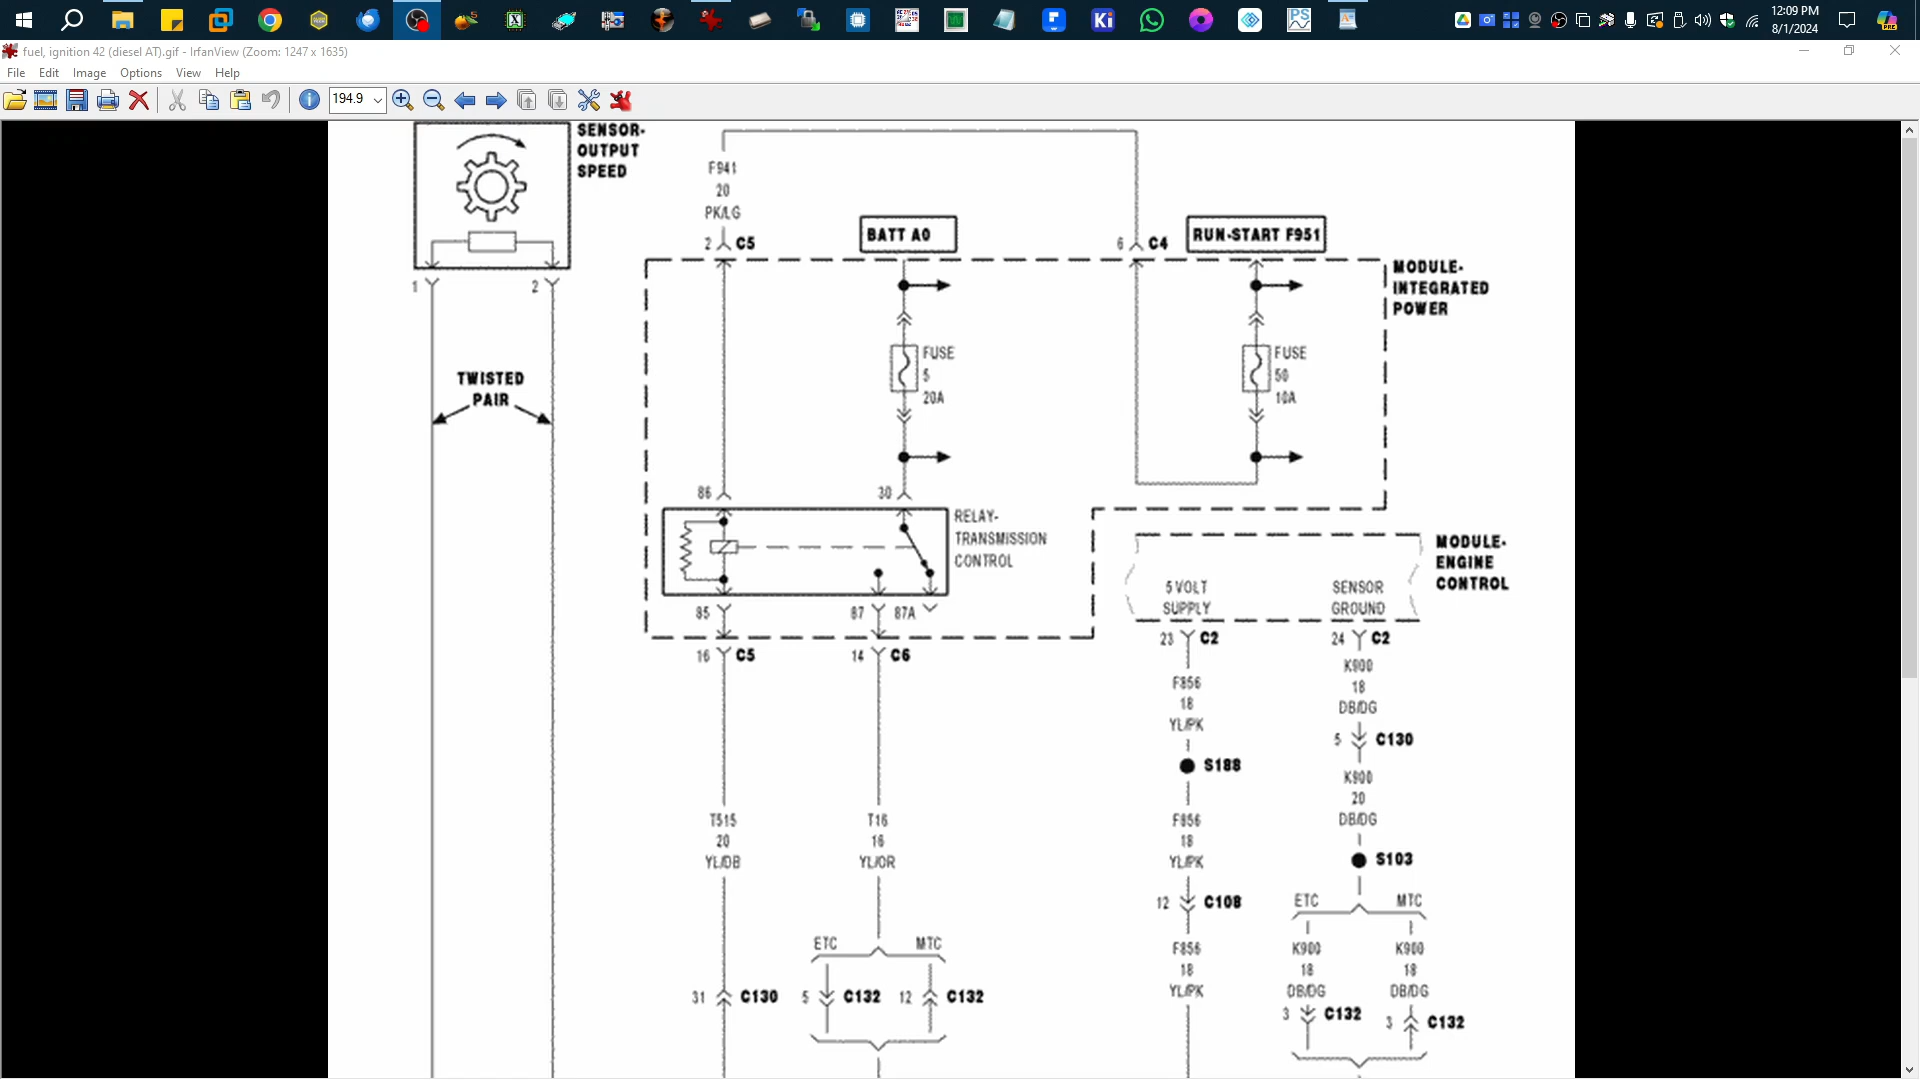 12:09 PM
8/1/2024
fuel, ignition 42 (diesel AT).gif - IrfanView (Zoom: 1247 x 1635)
File Edit Image Options View Help
194.9
SENSOR-
OUTPUT
SPEED
1
2
TWISTED
PAIR
F941
20
PK/LG
2 C5
BATT A0
6 C4
RUN-START F951
MODULE-
INTEGRATED
POWER
FUSE
5
20A
FUSE
50
10A
86
30
RELAY-
TRANSMISSION
CONTROL
85
87
87A
16 C5
14 C6
MODULE-
ENGINE
CONTROL
5 VOLT
SUPPLY
SENSOR
GROUND
23 C2
24 C2
F856
18
YL/PK
K900
18
DB/DG
5 C130
S188
K900
20
DB/DG
T515
20
YL/DB
T16
16
YL/OR
F856
18
YL/PK
S103
12 C108
ETC
MTC
ETC
MTC
F856
18
YL/PK
K900
18
DB/DG
K900
18
DB/DG
31 C130
5 C132
12 C132
3 C132
3 C132